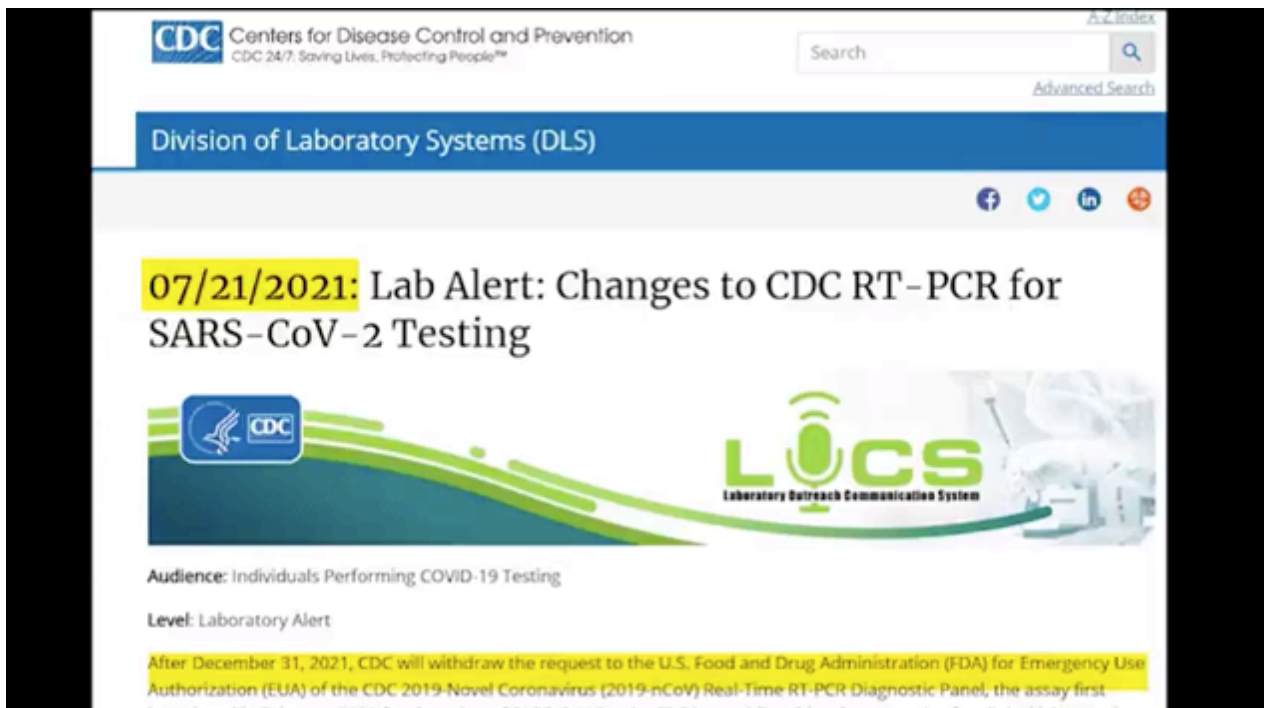 A-Z Index
CDC Centers for Disease Control and Prevention
CDC 24/7: Saving Lives, Protecting People™
Search
Advanced Search
Division of Laboratory Systems (DLS)
07/21/2021: Lab Alert: Changes to CDC RT-PCR for
SARS-CoV-2 Testing
CDC
LOCS
Laboratory Outreach Communication System
Audience: Individuals Performing COVID-19 Testing
Level: Laboratory Alert
After December 31, 2021, CDC will withdraw the request to the U.S. Food and Drug Administration (FDA) for Emergency Use
Authorization (EUA) of the CDC 2019-Novel Coronavirus (2019-nCoV) Real-Time RT-PCR Diagnostic Panel, the assay first